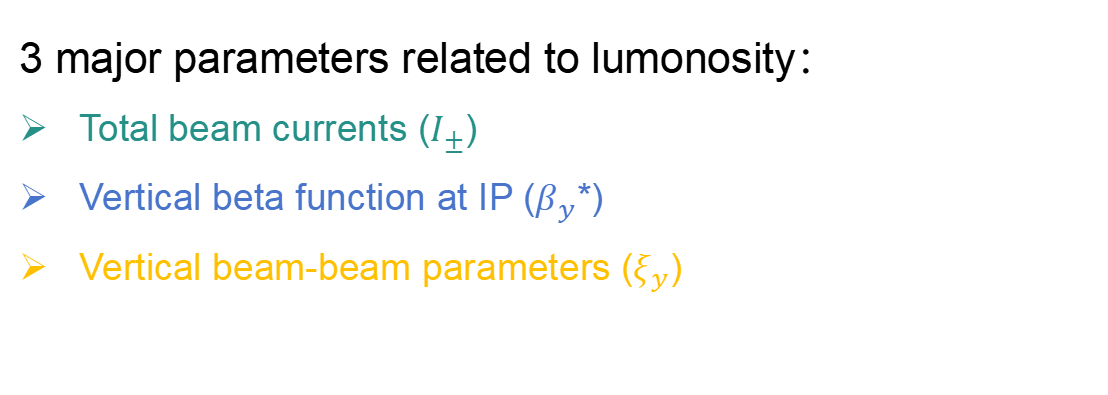 3 major parameters related to lumonosity：
➢ Total beam currents (𝐼±)
➢ Vertical beta function at IP (𝛽𝑦*)
➢ Vertical beam-beam parameters (𝜉𝑦)